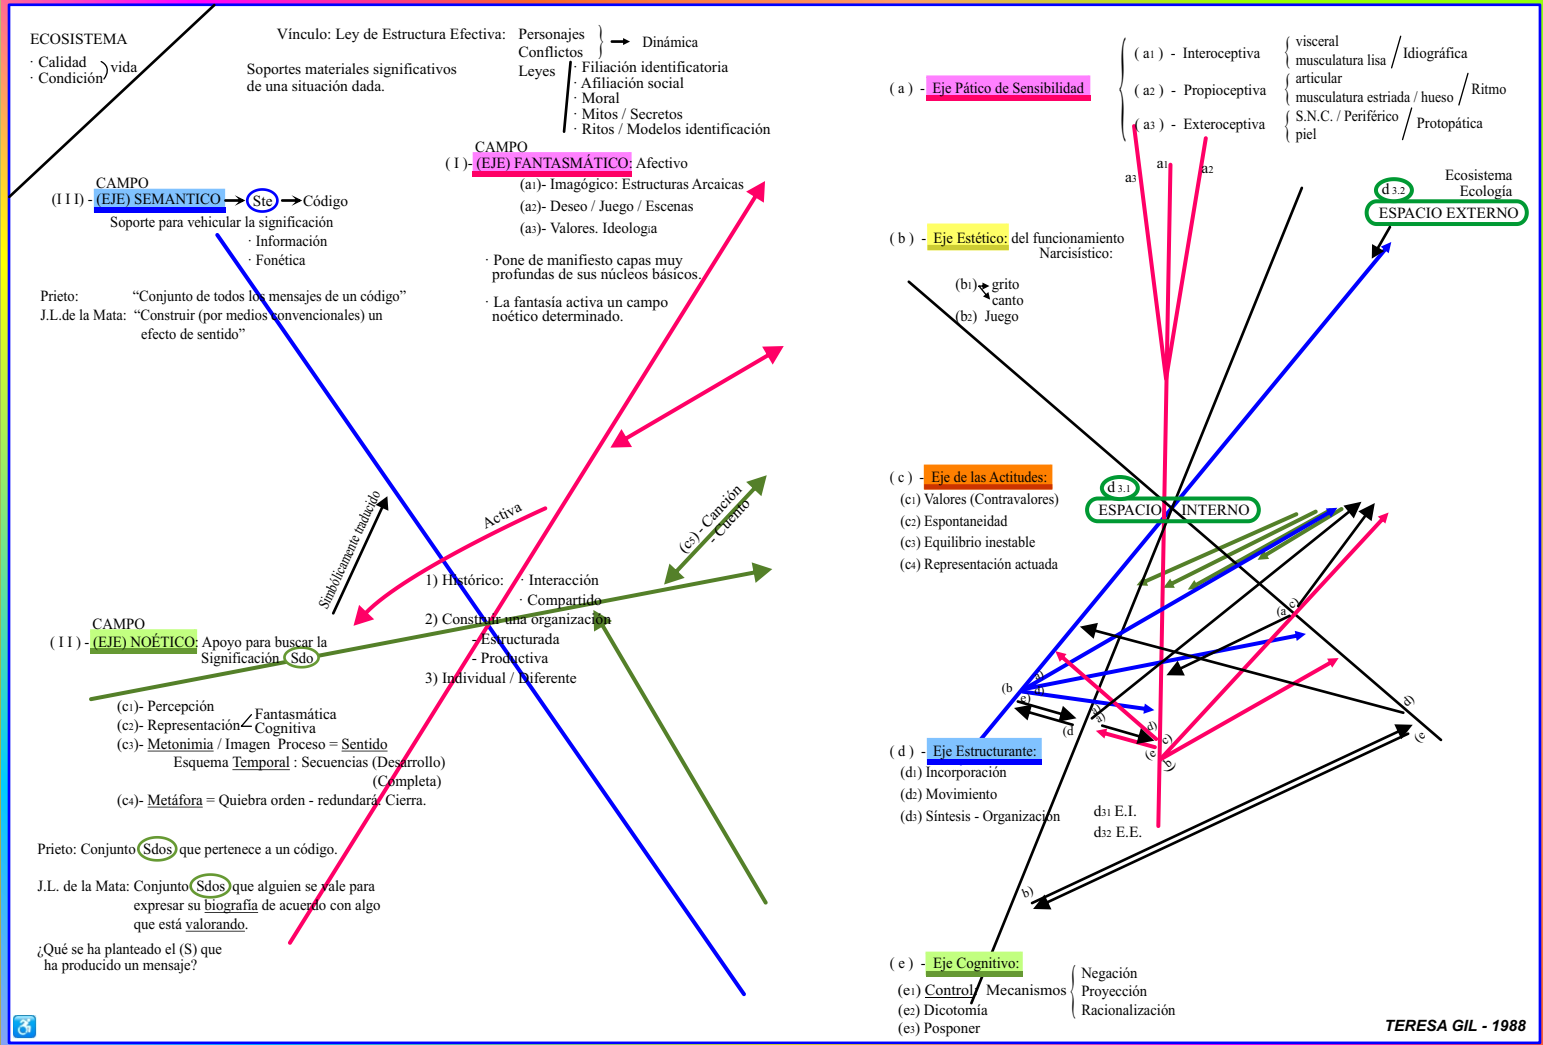 ECOSISTEMA
· Calidad
· Condición
vida
Vínculo: Ley de Estructura Efectiva:
Personajes
Conflictos
Leyes
Dinámica
Soportes materiales significativos
de una situación dada.
· Filiación identificatoria
· Afiliación social
· Moral
· Mitos / Secretos
· Ritos / Modelos identificación
CAMPO
( I )- (EJE) FANTASMÁTICO: Afectivo
(a1)- Imagógico: Estructuras Arcaicas
(a2)- Deseo / Juego / Escenas
(a3)- Valores. Ideología
· Pone de manifiesto capas muy
profundas de sus núcleos básicos.
· La fantasía activa un campo
noético determinado.
CAMPO
(I I I) - (EJE) SEMANTICO Ste Código
Soporte para vehicular la significación
· Información
· Fonética
Prieto: “Conjunto de todos los mensajes de un código”
J.L.de la Mata: “Construir (por medios convencionales) un
efecto de sentido”
Simbólicamente traducido
Activa
(c5)- Canción
- Cuento
1) Histórico: · Interacción
· Compartido
2) Construir una organización
- Estructurada
- Productiva
3) Individual / Diferente
CAMPO
( I I ) - (EJE) NOÉTICO: Apoyo para buscar la
Significación Sdo
(c1)- Percepción
(c2)- Representación
Fantasmática
Cognitiva
(c3)- Metonimia / Imagen Proceso = Sentido
Esquema Temporal : Secuencias (Desarrollo)
(Completa)
(c4)- Metáfora = Quiebra orden - redundará. Cierra.
Prieto: Conjunto Sdos que pertenece a un código.
J.L. de la Mata: Conjunto Sdos que alguien se vale para
expresar su biografía de acuerdo con algo
que está valorando.
¿Qué se ha planteado el (S) que
ha producido un mensaje?
( a ) - Eje Pático de Sensibilidad
( a1 ) - Interoceptiva
visceral
musculatura lisa
Idiográfica
( a2 ) - Propioceptiva
articular
musculatura estriada / hueso
Ritmo
( a3 ) - Exteroceptiva
S.N.C. / Periférico
piel
Protopática
a3
a1
a2
Ecosistema
Ecología
d 3.2
ESPACIO EXTERNO
( b ) - Eje Estético: del funcionamiento
Narcisístico:
(b1) grito
canto
(b2) Juego
( c ) - Eje de las Actitudes:
(c1) Valores (Contravalores)
(c2) Espontaneidad
(c3) Equilibrio inestable
(c4) Representación actuada
d 3.1
ESPACIO INTERNO
(a
c)
(b
a)
d)
e)
(d
d)
c)
(e
b)
d)
(e
b)
( d ) - Eje Estructurante:
(d1) Incorporación
(d2) Movimiento
(d3) Síntesis - Organización
d31 E.I.
d32 E.E.
( e ) - Eje Cognitivo:
(e1) Control: Mecanismos
Negación
Proyección
Racionalización
(e2) Dicotomía
(e3) Posponer
TERESA GIL - 1988